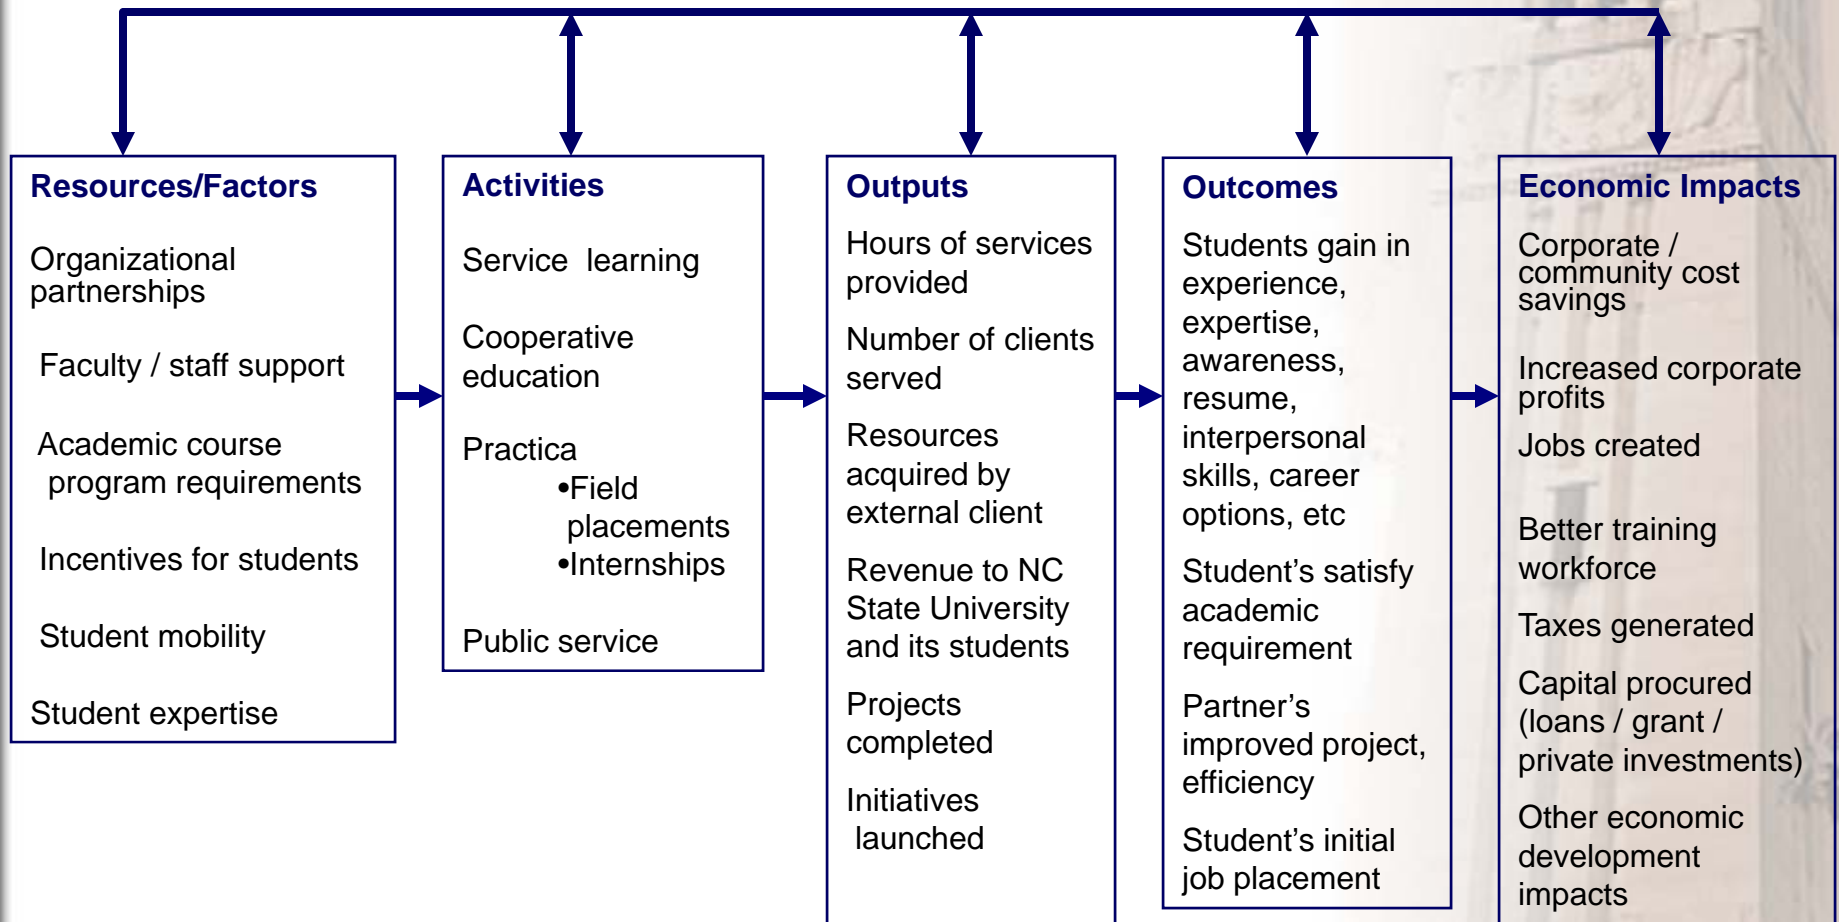 Resources/Factors
Organizational
partnerships
Faculty / staff support
Academic course
program requirements
Incentives for students
Student mobility
Student expertise
Activities
Service learning
Cooperative
education
Practica
•Field
placements
•Internships
Public service
Outputs
Hours of services
provided
Number of clients
served
Resources
acquired by
external client
Revenue to NC
State University
and its students
Projects
completed
Initiatives
launched
Outcomes
Students gain in
experience,
expertise,
awareness,
resume,
interpersonal
skills, career
options, etc
Student’s satisfy
academic
requirement
Partner’s
improved project,
efficiency
Student’s initial
job placement
Economic Impacts
Corporate /
community cost
savings
Increased corporate
profits
Jobs created
Better training
workforce
Taxes generated
Capital procured
(loans / grant /
private investments)
Other economic
development
impacts